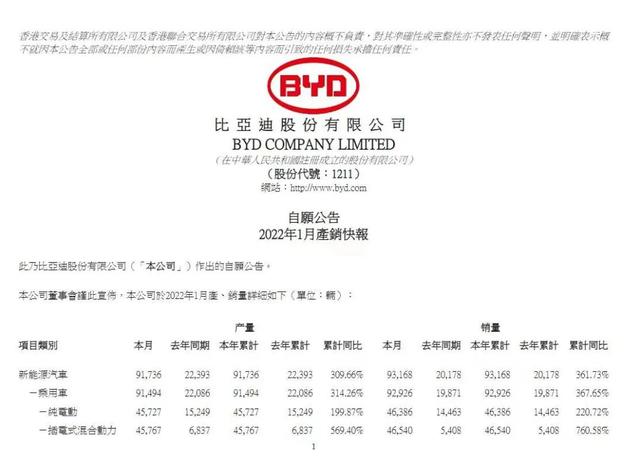 香港交易及結算所有限公司及香港聯合交易所有限公司對本公告的內容概不負責，對其準確性或完整性亦不發表任何聲明，並明確表示概
不就因本公告全部或任何部份內容而產生或因倚賴該等內容而引致的任何損失承擔任何責任。
BYD
比亞迪股份有限公司
BYD COMPANY LIMITED
（在中華人民共和國註冊成立的股份有限公司）
（股份代號：1211）
網站：http://www.byd.com
自願公告
2022年1月產銷快報
此乃比亞迪股份有限公司（「本公司」）作出的自願公告。
本公司董事會謹此宣佈，本公司於2022年1月產、銷量詳細如下（單位：輛）：
产量 销量
項目類別 本月 去年同期 本年累計 去年累計 累計同比 本月 去年同期 本年累計 去年累計 累計同比
新能源汽車 91,736 22,393 91,736 22,393 309.66% 93,168 20,178 93,168 20,178 361.73%
－乘用車 91,494 22,086 91,494 22,086 314.26% 92,926 19,871 92,926 19,871 367.65%
－純電動 45,727 15,249 45,727 15,249 199.87% 46,386 14,463 46,386 14,463 220.72%
－插電式混合動力 45,767 6,837 45,767 6,837 569.40% 46,540 5,408 46,540 5,408 760.58%
1